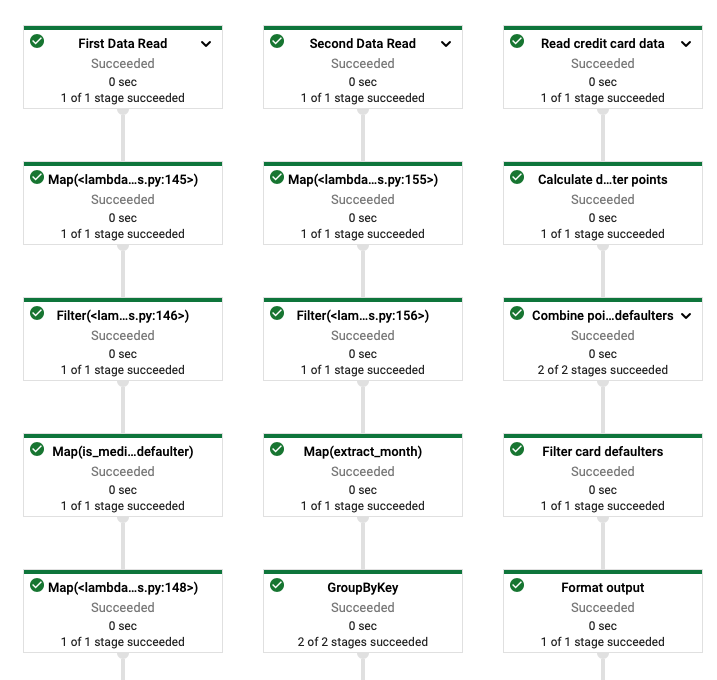 First Data Read
Succeeded
0 sec
1 of 1 stage succeeded
Second Data Read
Succeeded
0 sec
1 of 1 stage succeeded
Read credit card data
Succeeded
0 sec
1 of 1 stage succeeded
Map(<lambda...s.py:145>)
Succeeded
0 sec
1 of 1 stage succeeded
Map(<lambda...s.py:155>)
Succeeded
0 sec
1 of 1 stage succeeded
Calculate d...ter points
Succeeded
0 sec
1 of 1 stage succeeded
Filter(<lam...s.py:146>)
Succeeded
0 sec
1 of 1 stage succeeded
Filter(<lam...s.py:156>)
Succeeded
0 sec
1 of 1 stage succeeded
Combine poi...defaulters
Succeeded
0 sec
2 of 2 stages succeeded
Map(is_medi...defaulter)
Succeeded
0 sec
1 of 1 stage succeeded
Map(extract_month)
Succeeded
0 sec
1 of 1 stage succeeded
Filter card defaulters
Succeeded
0 sec
1 of 1 stage succeeded
Map(<lambda...s.py:148>)
Succeeded
0 sec
1 of 1 stage succeeded
GroupByKey
Succeeded
0 sec
2 of 2 stages succeeded
Format output
Succeeded
0 sec
1 of 1 stage succeeded